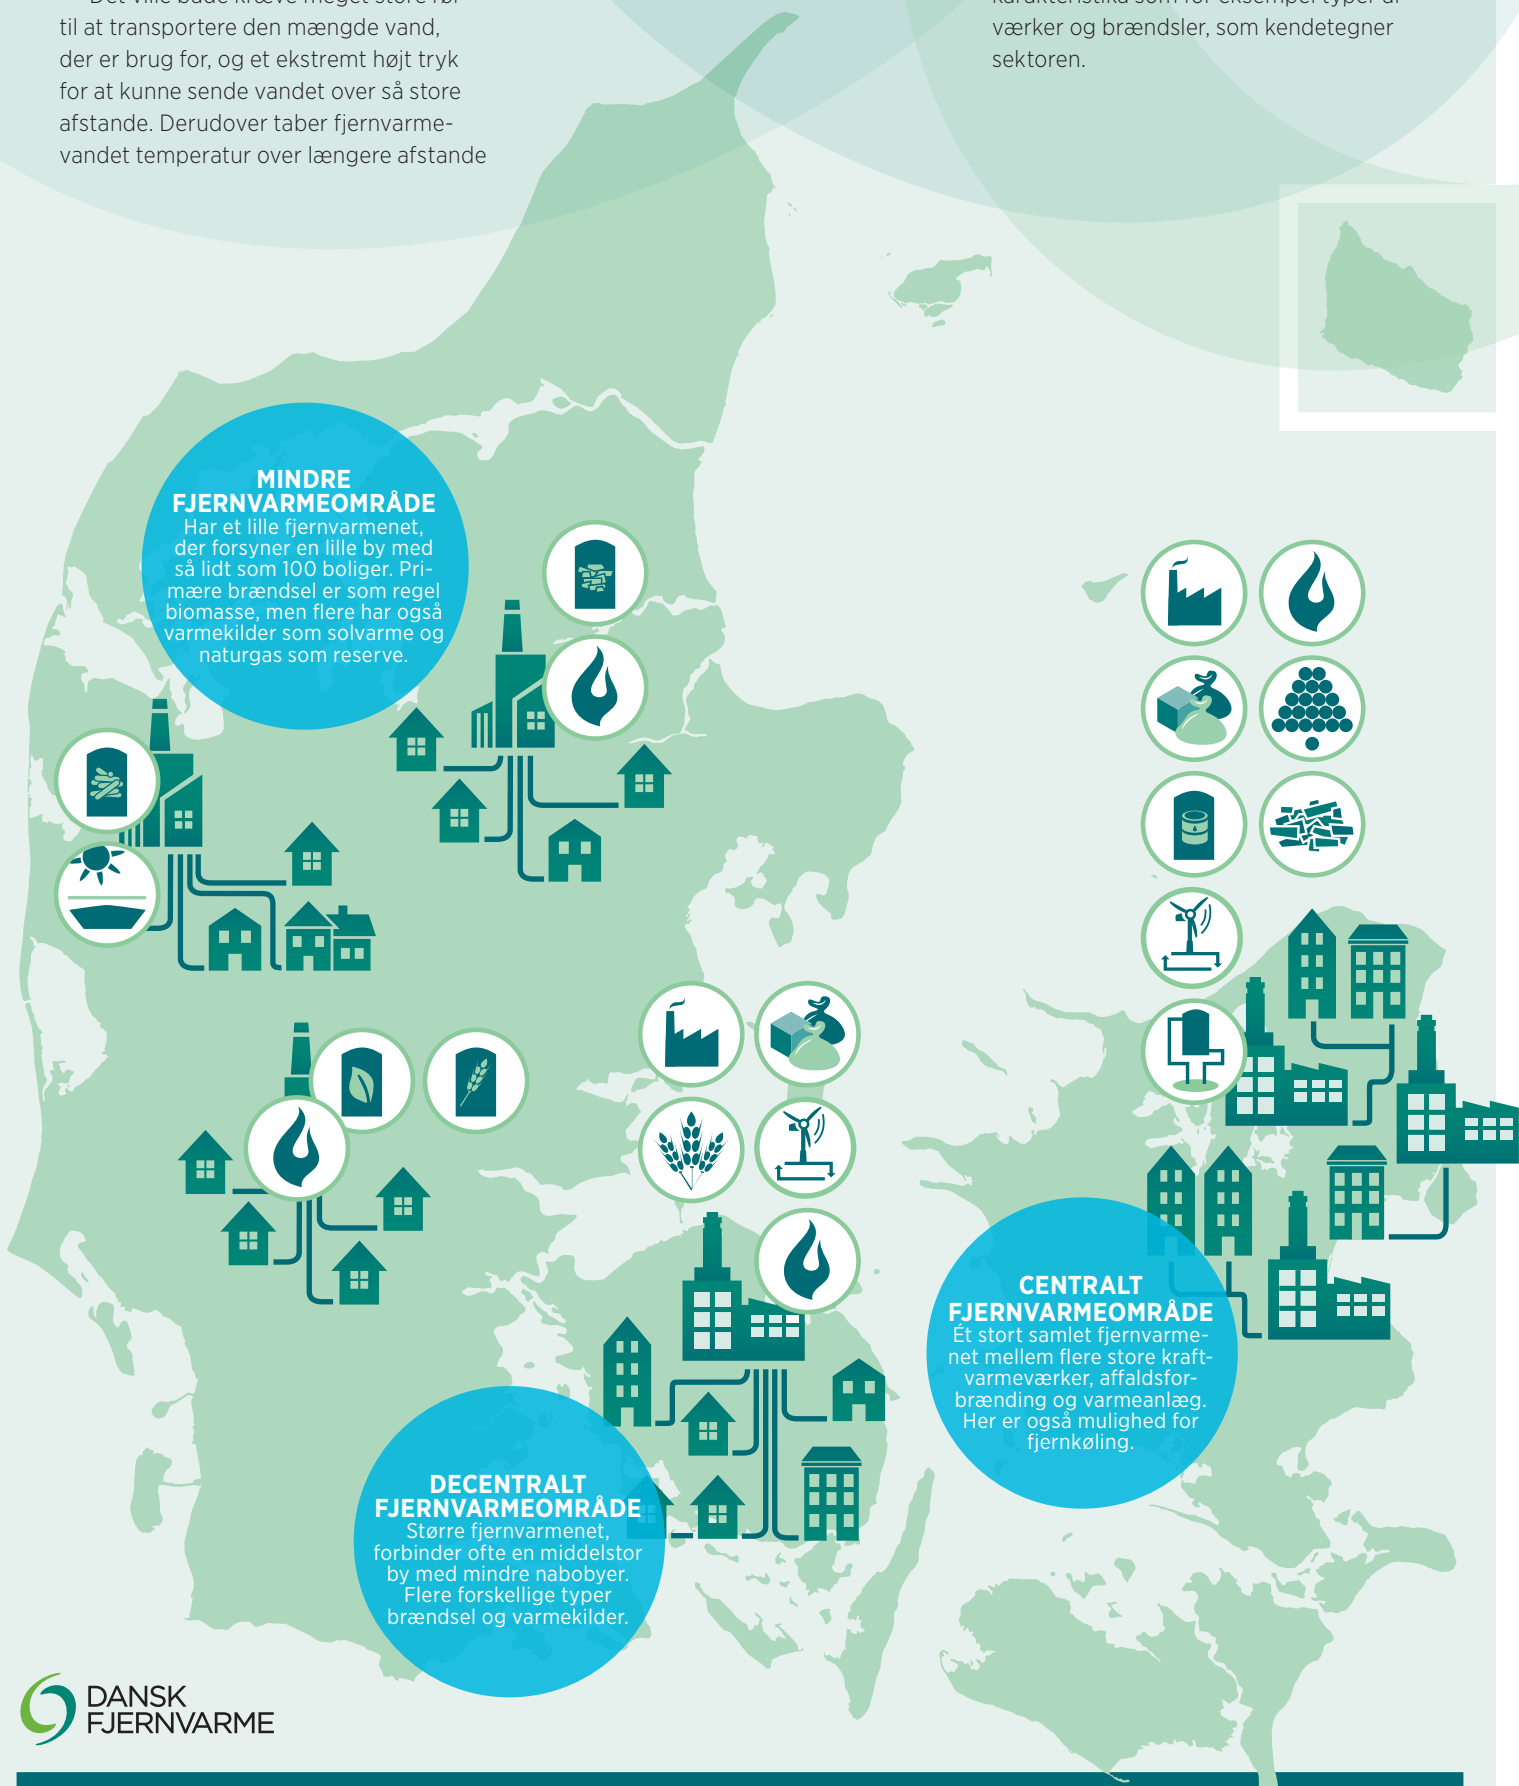 til at transportere den mængde vand,
der er brug for, og et ekstremt højt tryk
for at kunne sende vandet over så store
afstande. Derudover taber fjernvarme-
vandet temperatur over længere afstande
værker og brændsler, som kendetegner
sektoren.
MINDRE
FJERNVARMEOMRÅDE
Har et lille fjernvarmenet,
der forsyner en lille by med
så lidt som 100 boliger. Pri-
mære brændsel er som regel
biomasse, men flere har også
varmekilder som solvarme og
naturgas som reserve.
CENTRALT
FJERNVARMEOMRÅDE
Ét stort samlet fjernvarme-
net mellem flere store kraft-
varmeværker, affaldsfor-
brænding og varmeanlæg.
Her er også mulighed for
fjernkøling.
DECENTRALT
FJERNVARMEOMRÅDE
Større fjernvarmenet,
forbinder ofte en middelstor
by med mindre nabobyer.
Flere forskellige typer
brændsel og varmekilder.
DANSK
FJERNVARME